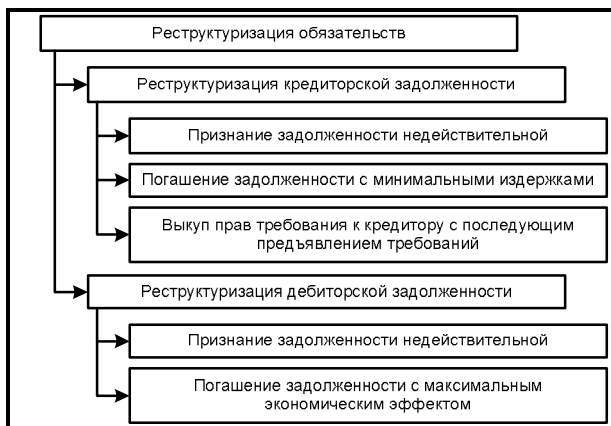 Реструктуризация обязательств
Реструктуризация кредиторской задолженности
Признание задолженности недействительной
Погашение задолженности с минимальными издержками
Выкуп прав требования к кредитору с последующим
предъявлением требований
Реструктуризация дебиторской задолженности
Признание задолженности недействительной
Погашение задолженности с максимальным
экономическим эффектом